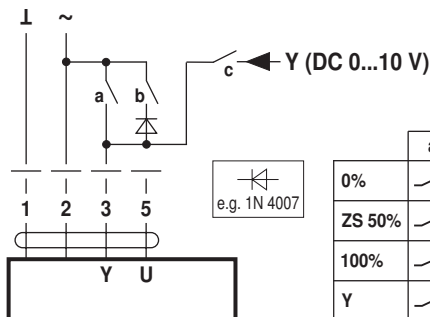 ⊥ ~
a b c Y (DC 0...10 V)
e.g. 1N 4007
1 2 3 5
Y U
a
0%
ZS 50%
100%
Y